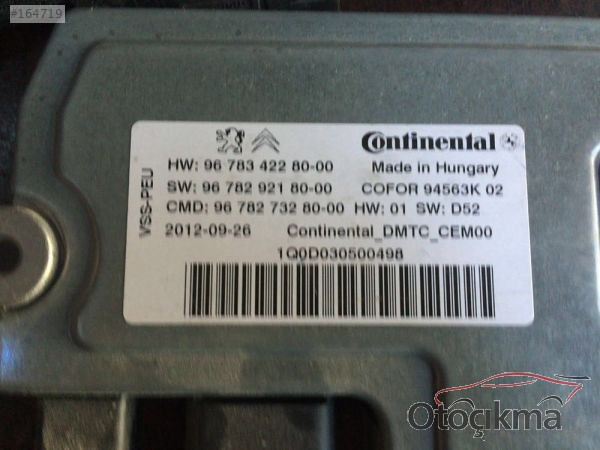 #164719
Continental
HW: 96 783 422 80-00 Made in Hungary
SW: 96 782 921 80-00 COFOR 94563K 02
CMD: 96 782 732 80-00 HW: 01 SW: D52
2012-09-26 Continental_DMTC_CEM00
1Q0D030500498
VSS-PEU
Otoçıkma